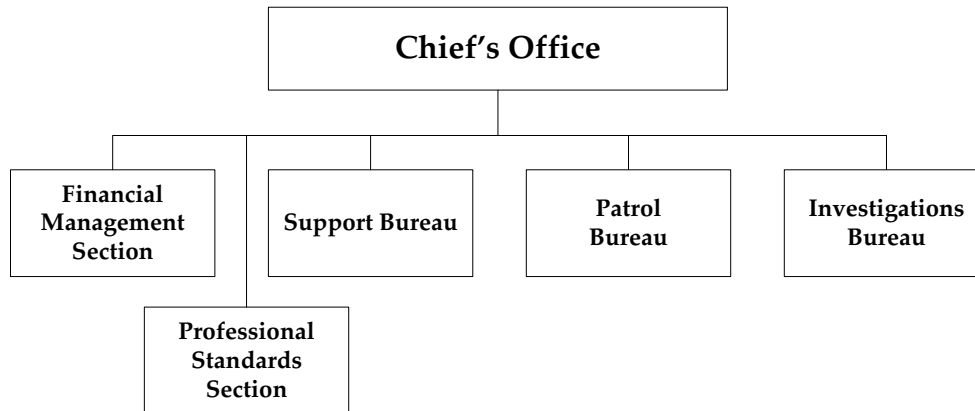 Chief’s Office
Financial
Management
Section
Support Bureau
Patrol
Bureau
Investigations
Bureau
Professional
Standards
Section